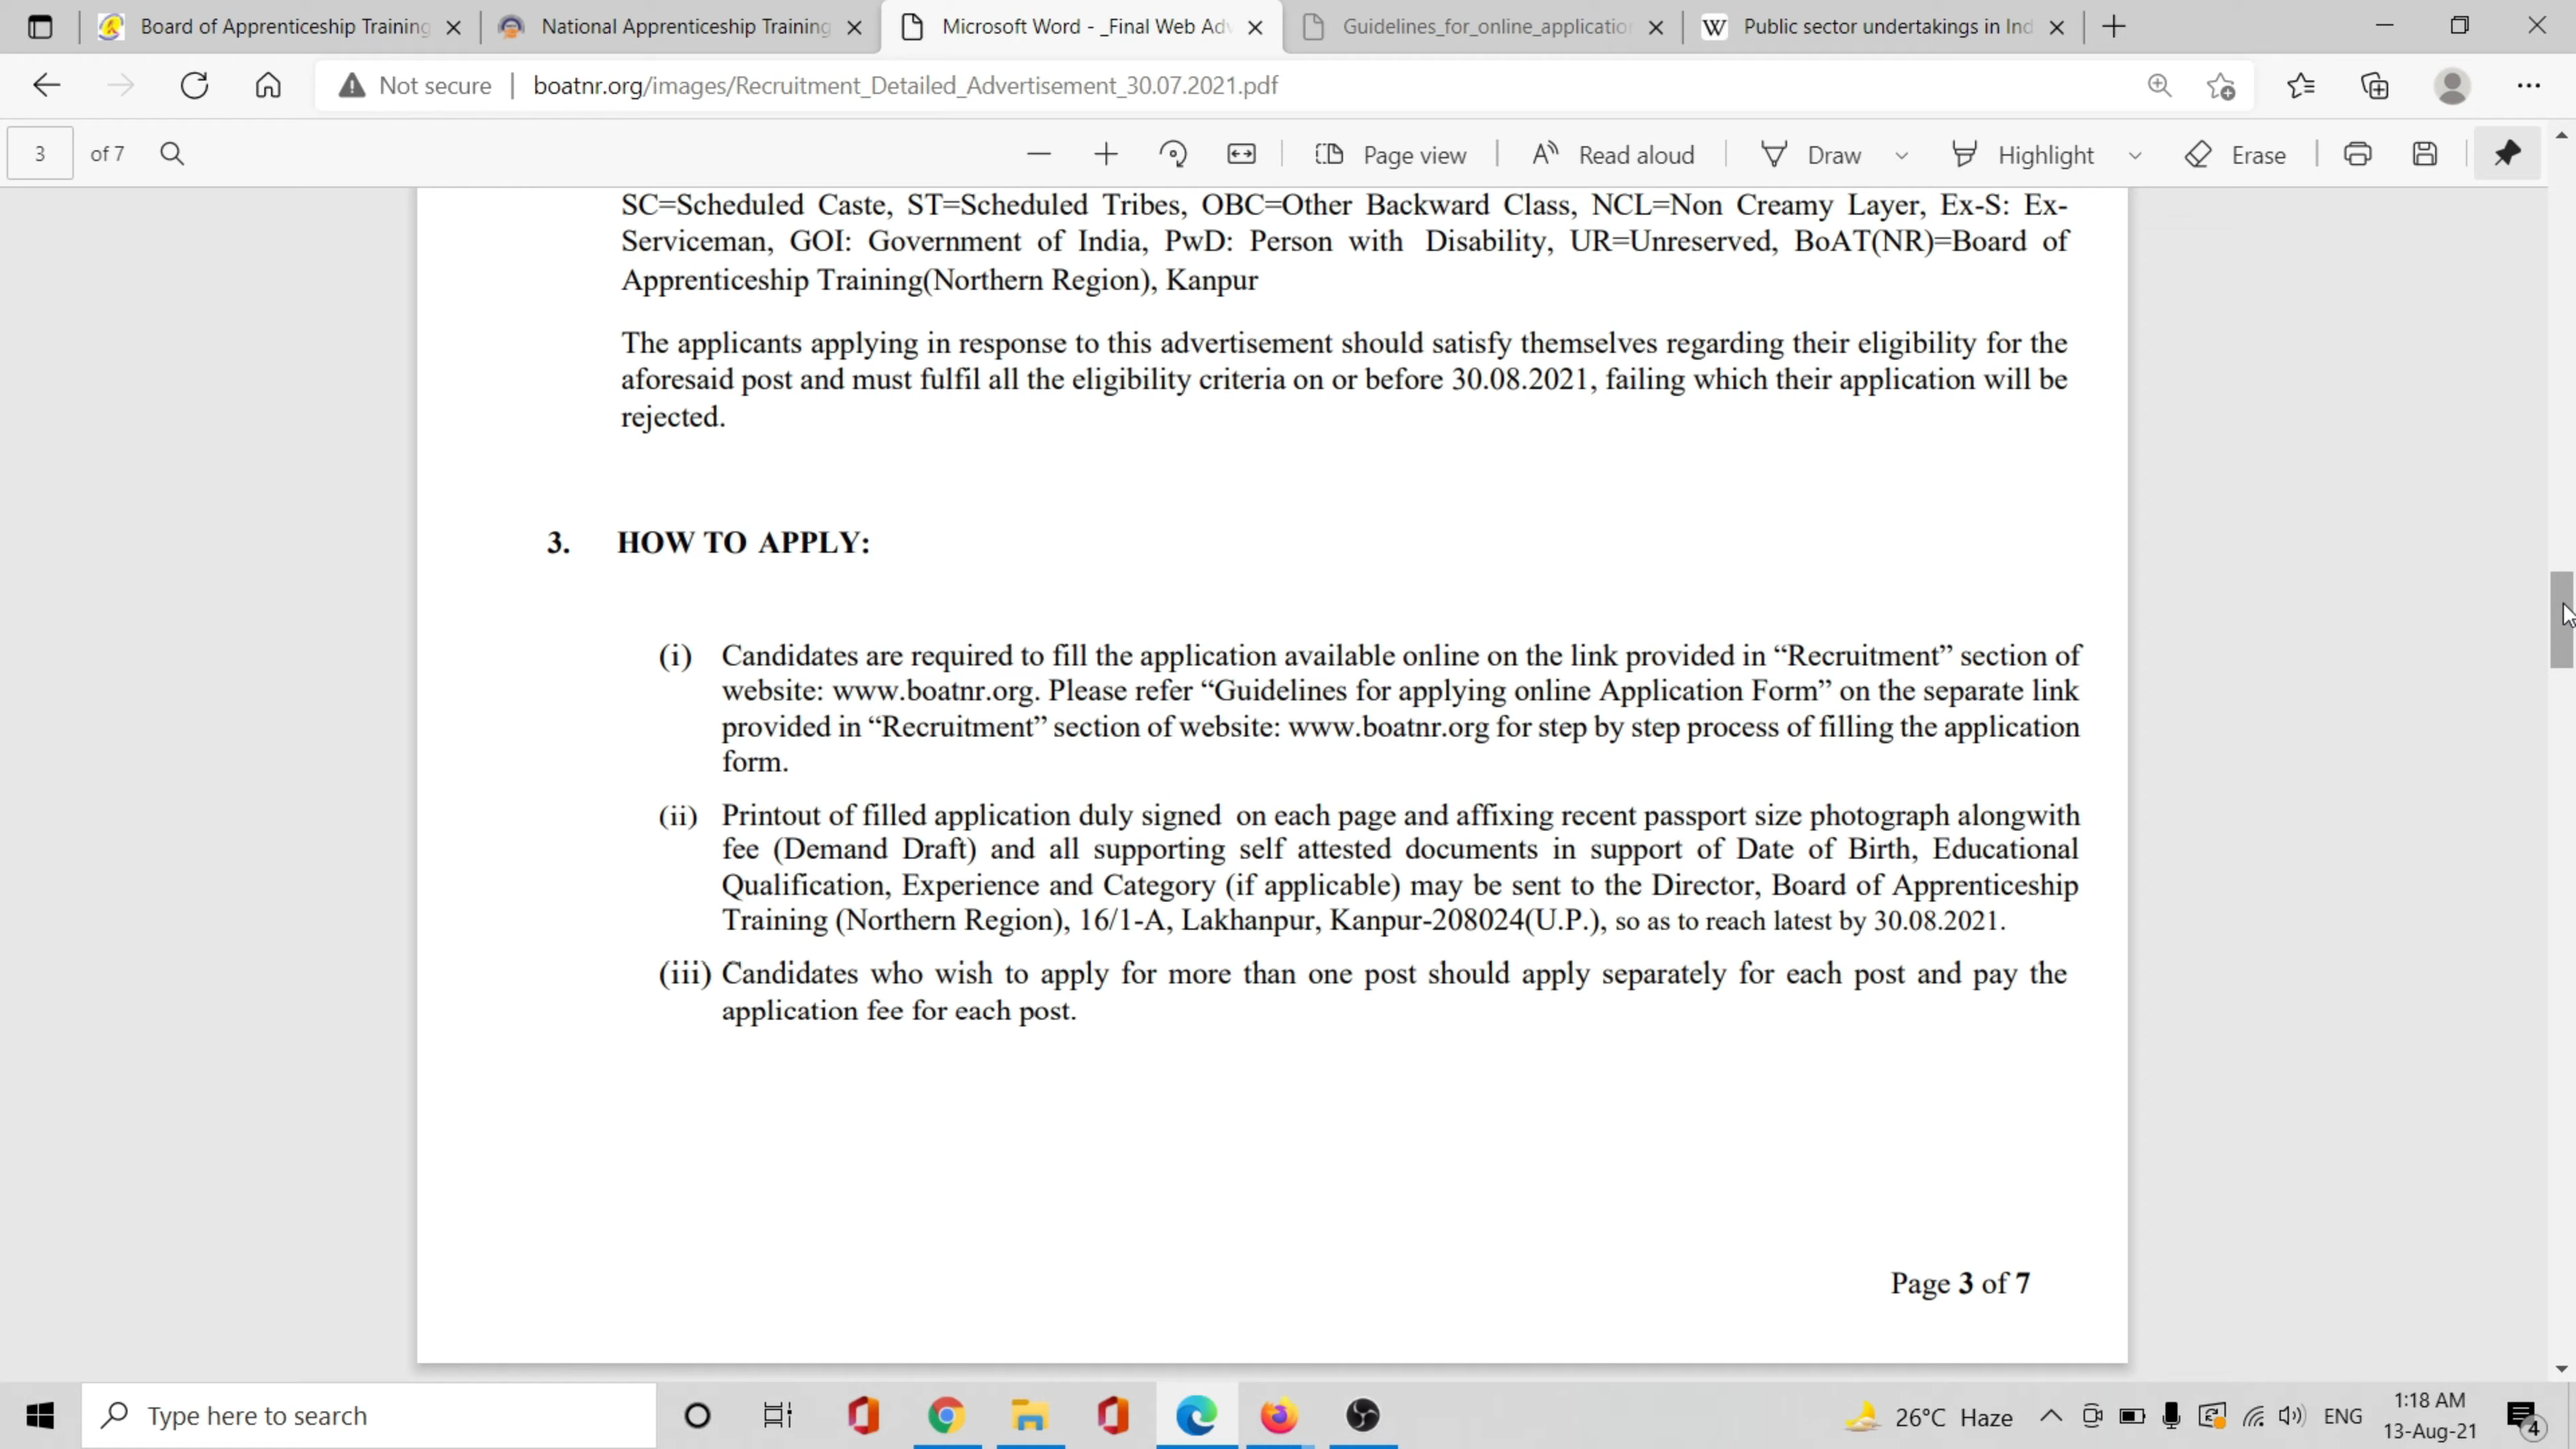 Board of Apprenticeship Training
National Apprenticeship Training
Microsoft Word - _Final Web Adv
Guidelines_for_online_application
W Public sector undertakings in Ind
Not secure | boatnr.org/images/Recruitment_Detailed_Advertisement_30.07.2021.pdf
3 of 7
Page view
Read aloud
Draw
Highlight
Erase
SC=Scheduled Caste, ST=Scheduled Tribes, OBC=Other Backward Class, NCL=Non Creamy Layer, Ex-S: Ex-
Serviceman, GOI: Government of India, PwD: Person with Disability, UR=Unreserved, BoAT(NR)=Board of
Apprenticeship Training(Northern Region), Kanpur
The applicants applying in response to this advertisement should satisfy themselves regarding their eligibility for the
aforesaid post and must fulfil all the eligibility criteria on or before 30.08.2021, failing which their application will be
rejected.
3. HOW TO APPLY:
(i) Candidates are required to fill the application available online on the link provided in “Recruitment” section of
website: www.boatnr.org. Please refer “Guidelines for applying online Application Form” on the separate link
provided in “Recruitment” section of website: www.boatnr.org for step by step process of filling the application
form.
(ii) Printout of filled application duly signed on each page and affixing recent passport size photograph alongwith
fee (Demand Draft) and all supporting self attested documents in support of Date of Birth, Educational
Qualification, Experience and Category (if applicable) may be sent to the Director, Board of Apprenticeship
Training (Northern Region), 16/1-A, Lakhanpur, Kanpur-208024(U.P.), so as to reach latest by 30.08.2021.
(iii) Candidates who wish to apply for more than one post should apply separately for each post and pay the
application fee for each post.
Page 3 of 7
Type here to search
26°C Haze
ENG
1:18 AM
13-Aug-21
4